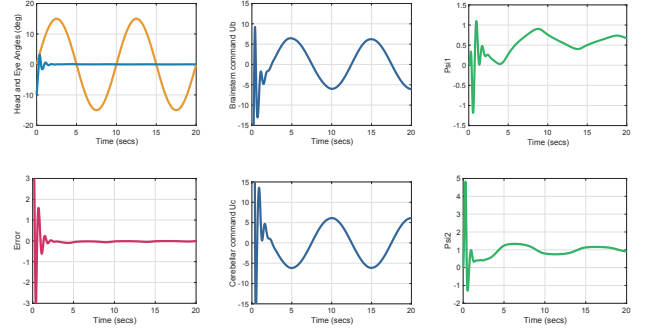 Head and Eye Angles (deg)
20
10
0
-10
-20
0 5 10 15 20
Time (secs)
Brainstem command Ub
15
10
5
0
-5
-10
-15
0 5 10 15 20
Time (secs)
Psi1
1.5
1
0.5
0
-0.5
-1
-1.5
0 5 10 15 20
Time (secs)
Error
3
2
1
0
-1
-2
-3
0 5 10 15 20
Time (secs)
Cerebellar command Uc
15
10
5
0
-5
-10
-15
0 5 10 15 20
Time (secs)
Psi2
5
4
3
2
1
0
-1
-2
0 5 10 15 20
Time (secs)